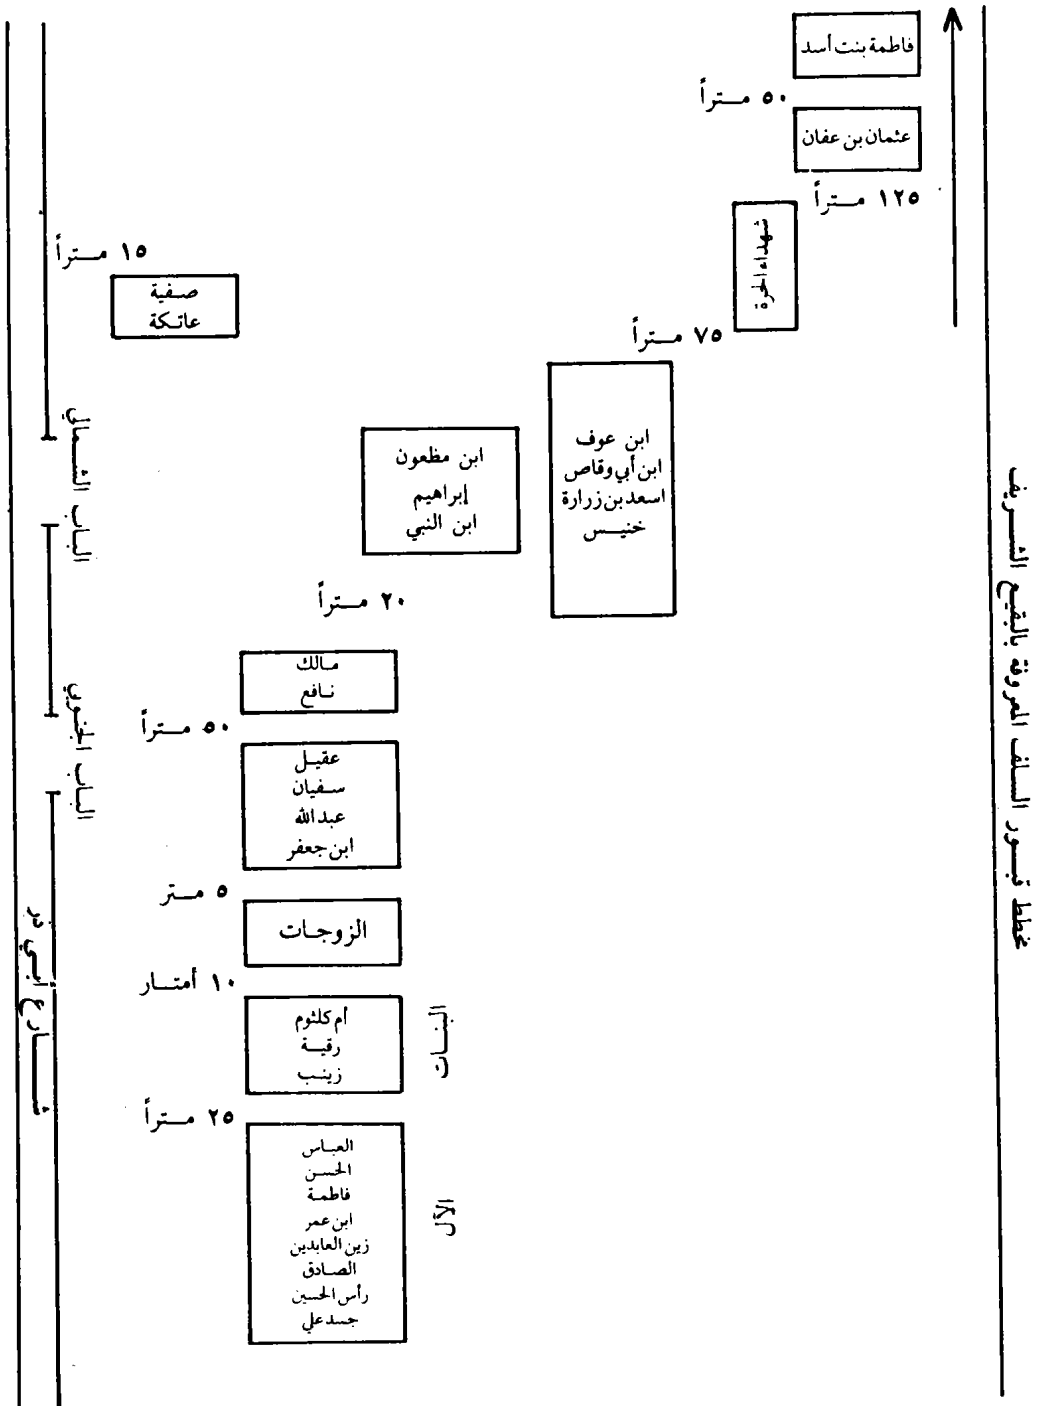 مخطط قبور السلف المعروفة بالبقيع الشريف
فاطمة بنت أسد
٥٠ متراً
عثمان بن عفان
١٢٥ متراً
شهداء الحرة
٧٥ متراً
ابن عوف
ابن أبي وقاص
اسعد بن زرارة
خنيس
ابن مظعون
إبراهيم
ابن النبي
١٥ متراً
صفية
عاتكة
الباب الشمالي
٢٠ متراً
مالك
نافع
الباب الجنوبي
٥٠ متراً
عقيل
سفيان
عبدالله
ابن جعفر
٥ متر
الزوجات
١٠ أمتار
البنات
أم كلثوم
رقية
زينب
٢٥ متراً
الآل
العباس
الحسن
فاطمة
ابن عمر
زين العابدين
الصادق
رأس الحسين
جسد علي
شارع أبي ذر